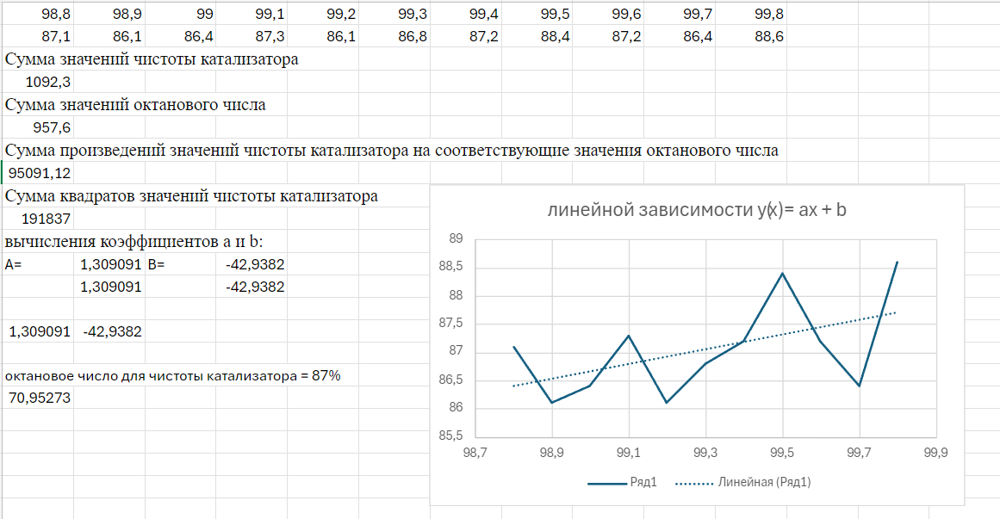 98,8 98,9 99 99,1 99,2 99,3 99,4 99,5 99,6 99,7 99,8
87,1 86,1 86,4 87,3 86,1 86,8 87,2 88,4 87,2 86,4 88,6
Сумма значений чистоты катализатора
1092,3
Сумма значений октанового числа
957,6
Сумма произведений значений чистоты катализатора на соответствующие значения октанового числа
95091,12
Сумма квадратов значений чистоты катализатора
191837
вычисления коэффициентов a и b:
A= 1,309091 B= -42,9382
1,309091 -42,9382
1,309091 -42,9382
октановое число для чистоты катализатора = 87%
70,95273
линейной зависимости y(x)= ax + b
89
88,5
88
87,5
87
86,5
86
85,5
98,7 98,9 99,1 99,3 99,5 99,7 99,9
Ряд1 Линейная (Ряд1)